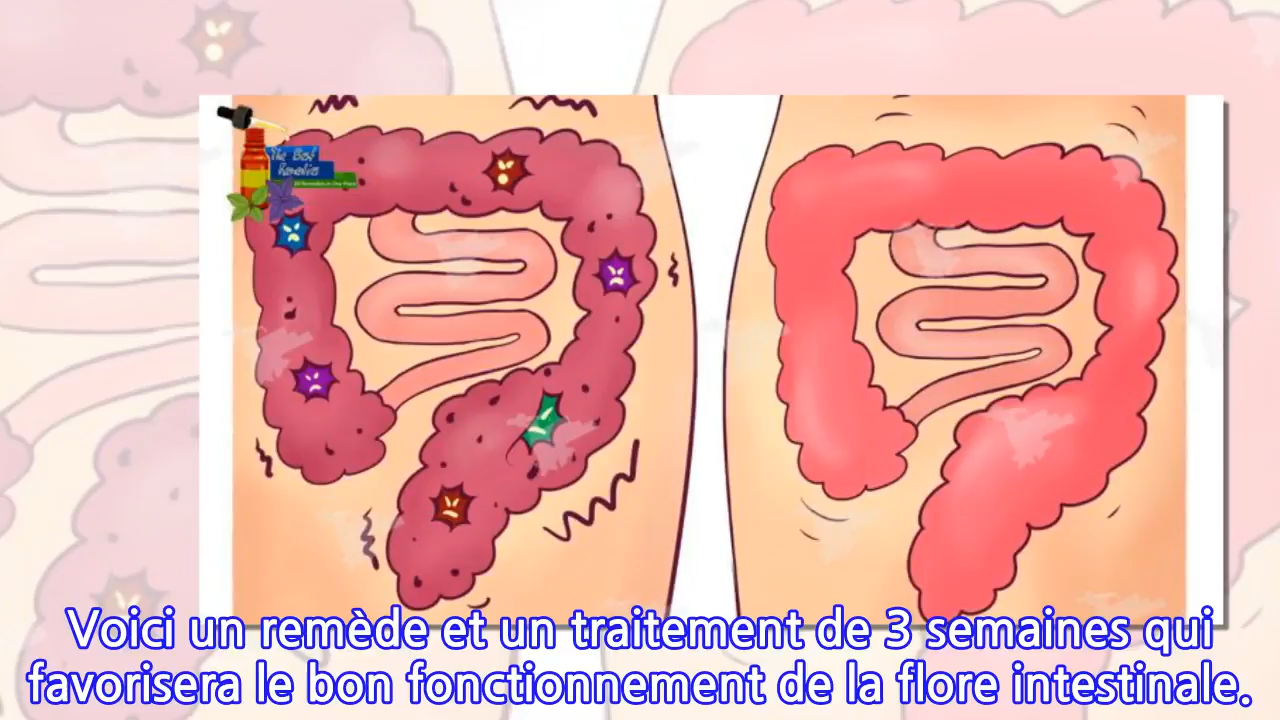 The Best
Remedies
Voici un remède et un traitement de 3 semaines qui
favorisera le bon fonctionnement de la flore intestinale.